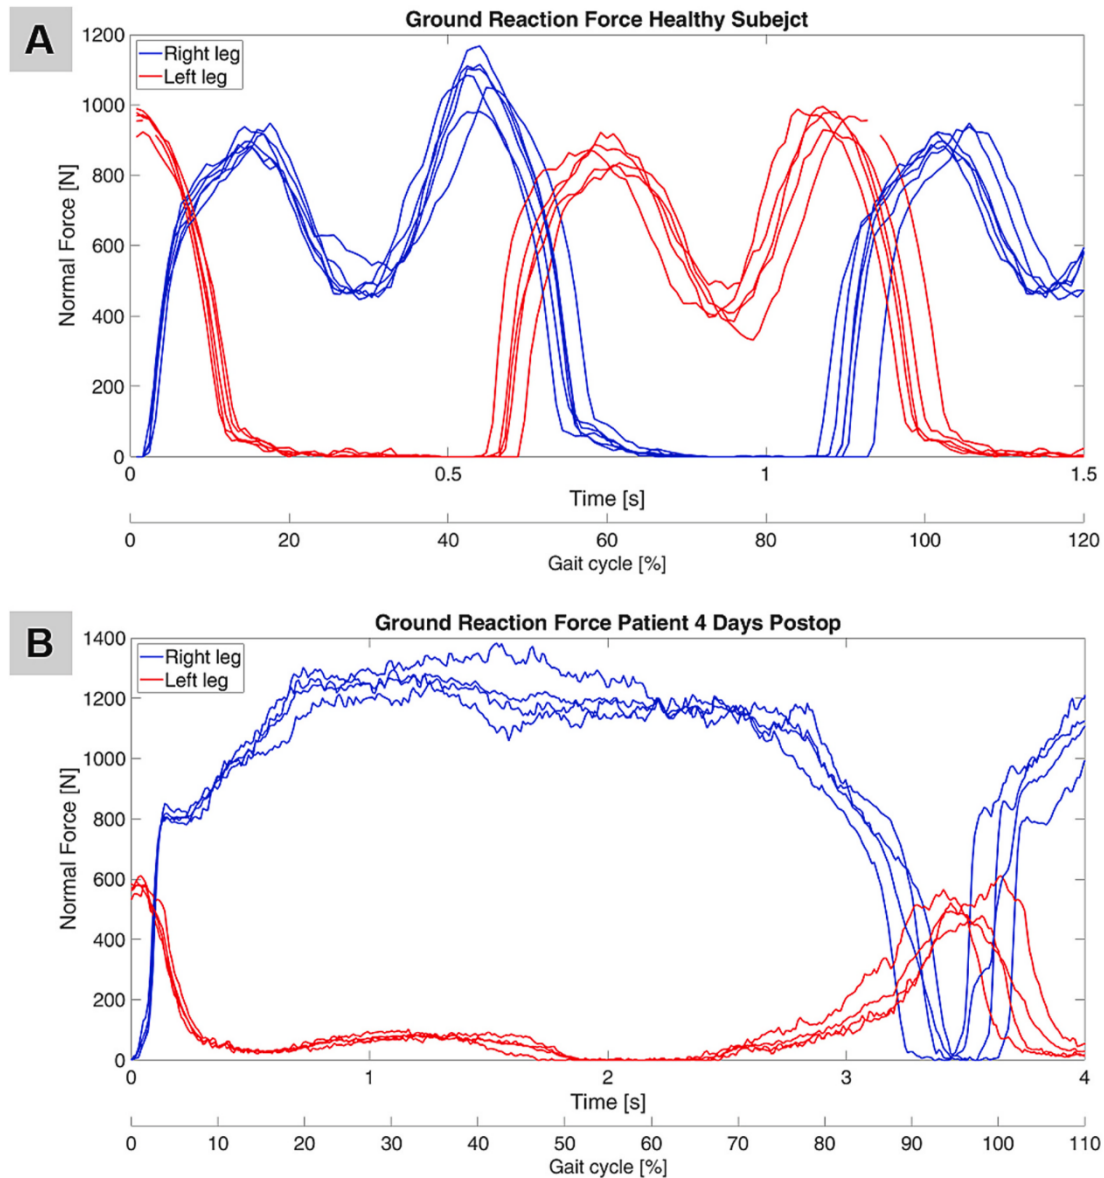 A
Ground Reaction Force Healthy Subejct
Right leg
Left leg
1200
1000
800
600
400
200
0
Normal Force [N]
0 0.5 1 1.5
Time [s]
0 20 40 60 80 100 120
Gait cycle [%]
B
Ground Reaction Force Patient 4 Days Postop
Right leg
Left leg
1400
1200
1000
800
600
400
200
0
Normal Force [N]
0 1 2 3 4
Time [s]
0 10 20 30 40 50 60 70 80 90 100 110
Gait cycle [%]